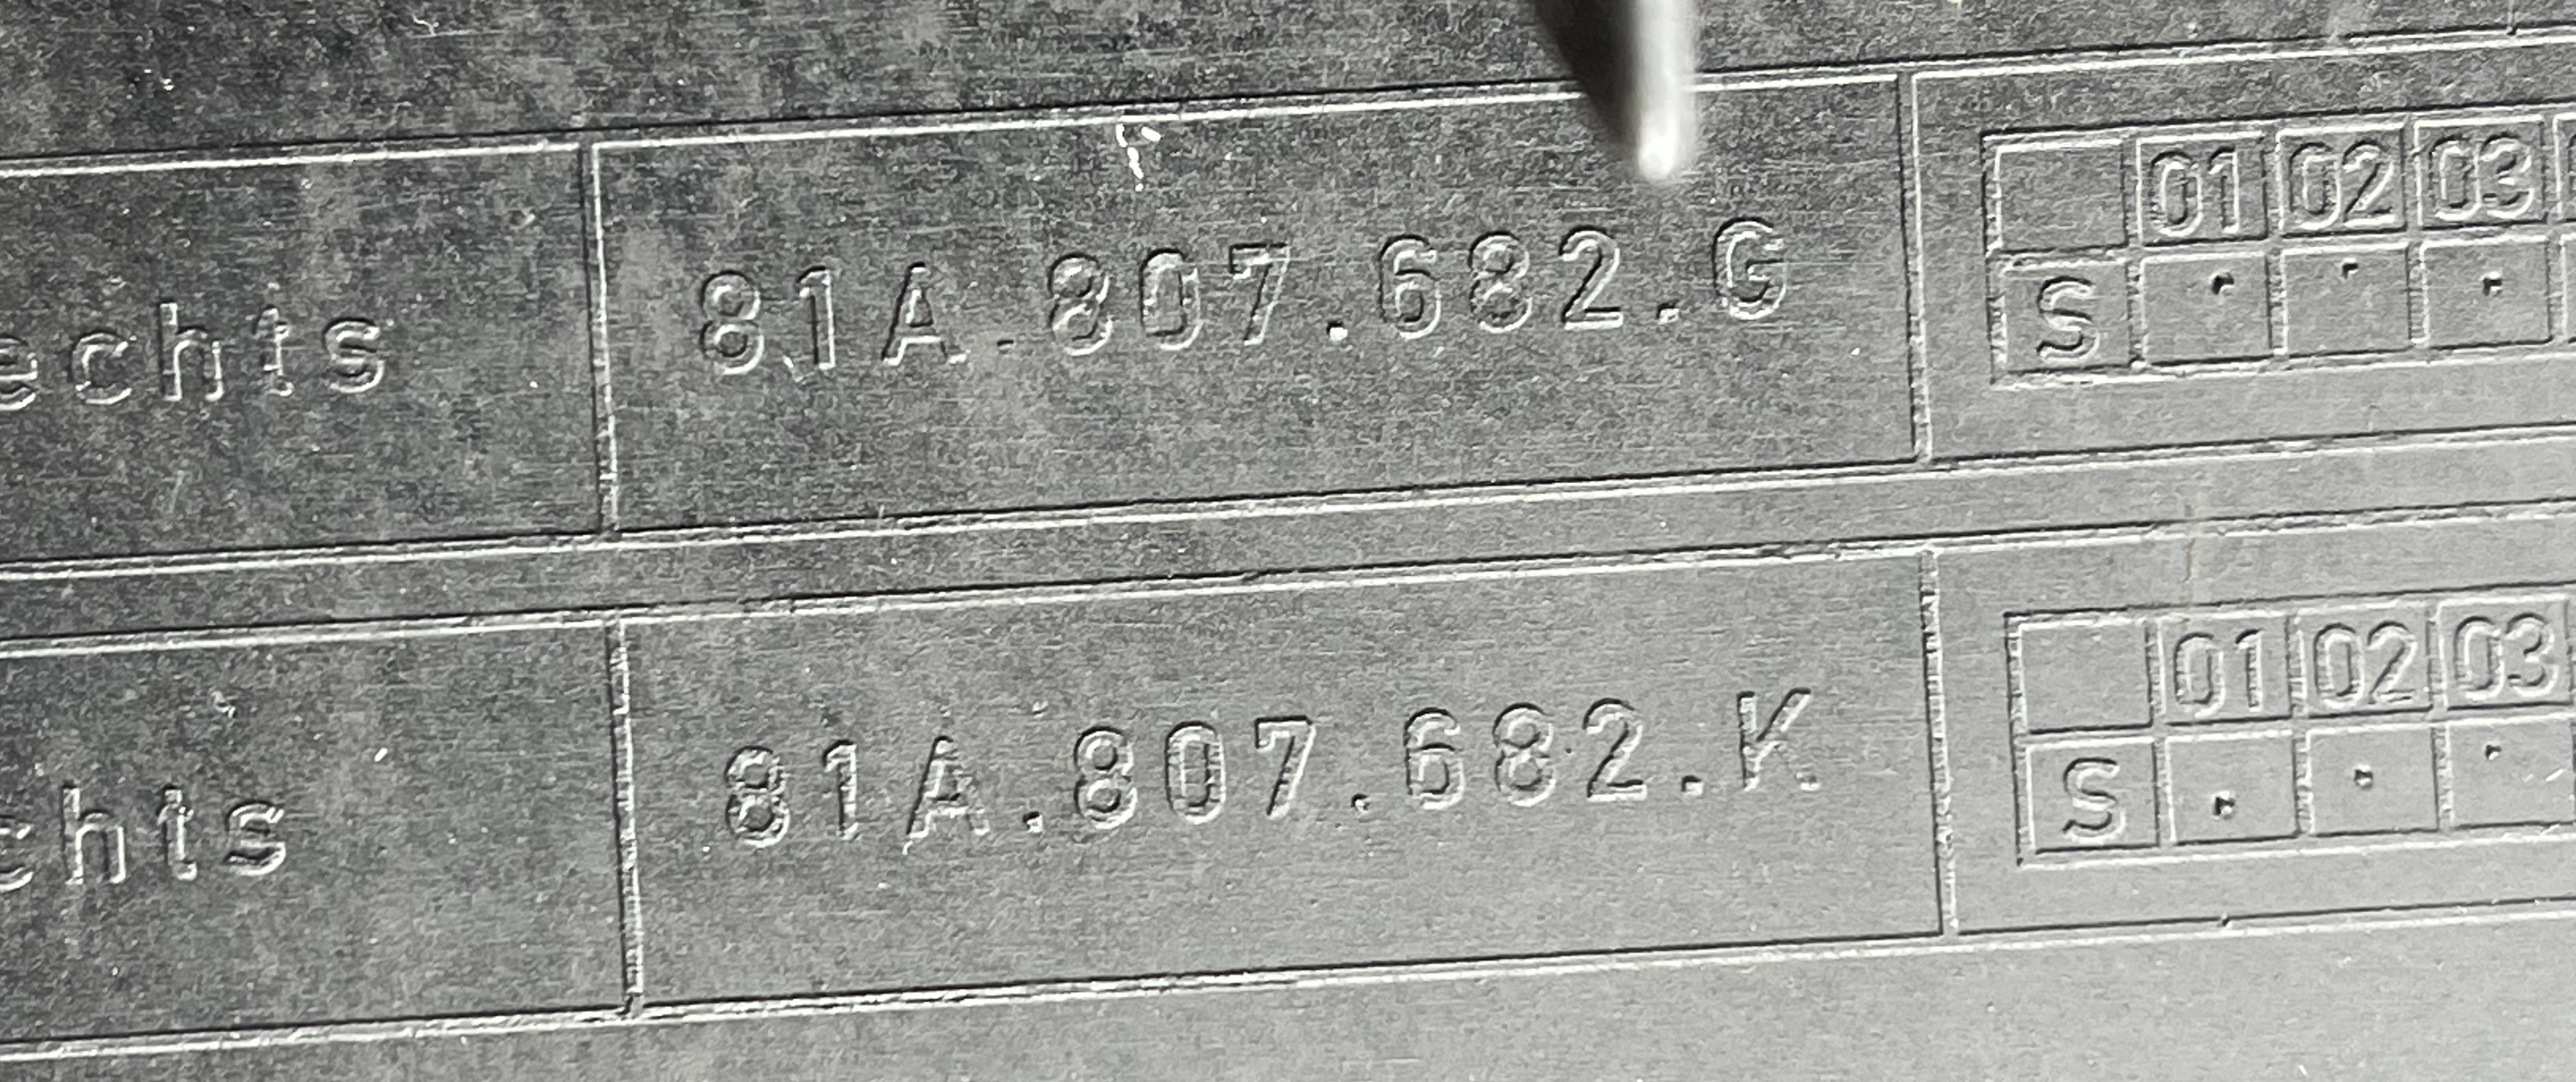 echts 81A.807.682.G 01 02 03
S
chts 81A.807.682.K 01 02 03
S